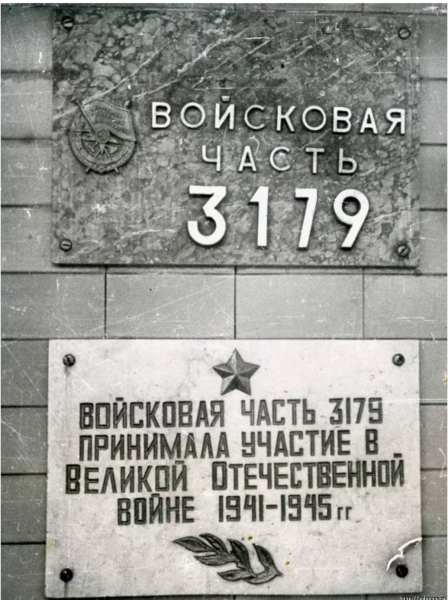 ВОЙСКОВАЯ
ЧАСТЬ
3179
ВОЙСКОВАЯ ЧАСТЬ 3179
ПРИНИМАЛА УЧАСТИЕ В
ВЕЛИКОЙ ОТЕЧЕСТВЕННОЙ
ВОЙНЕ 1941-1945 гг